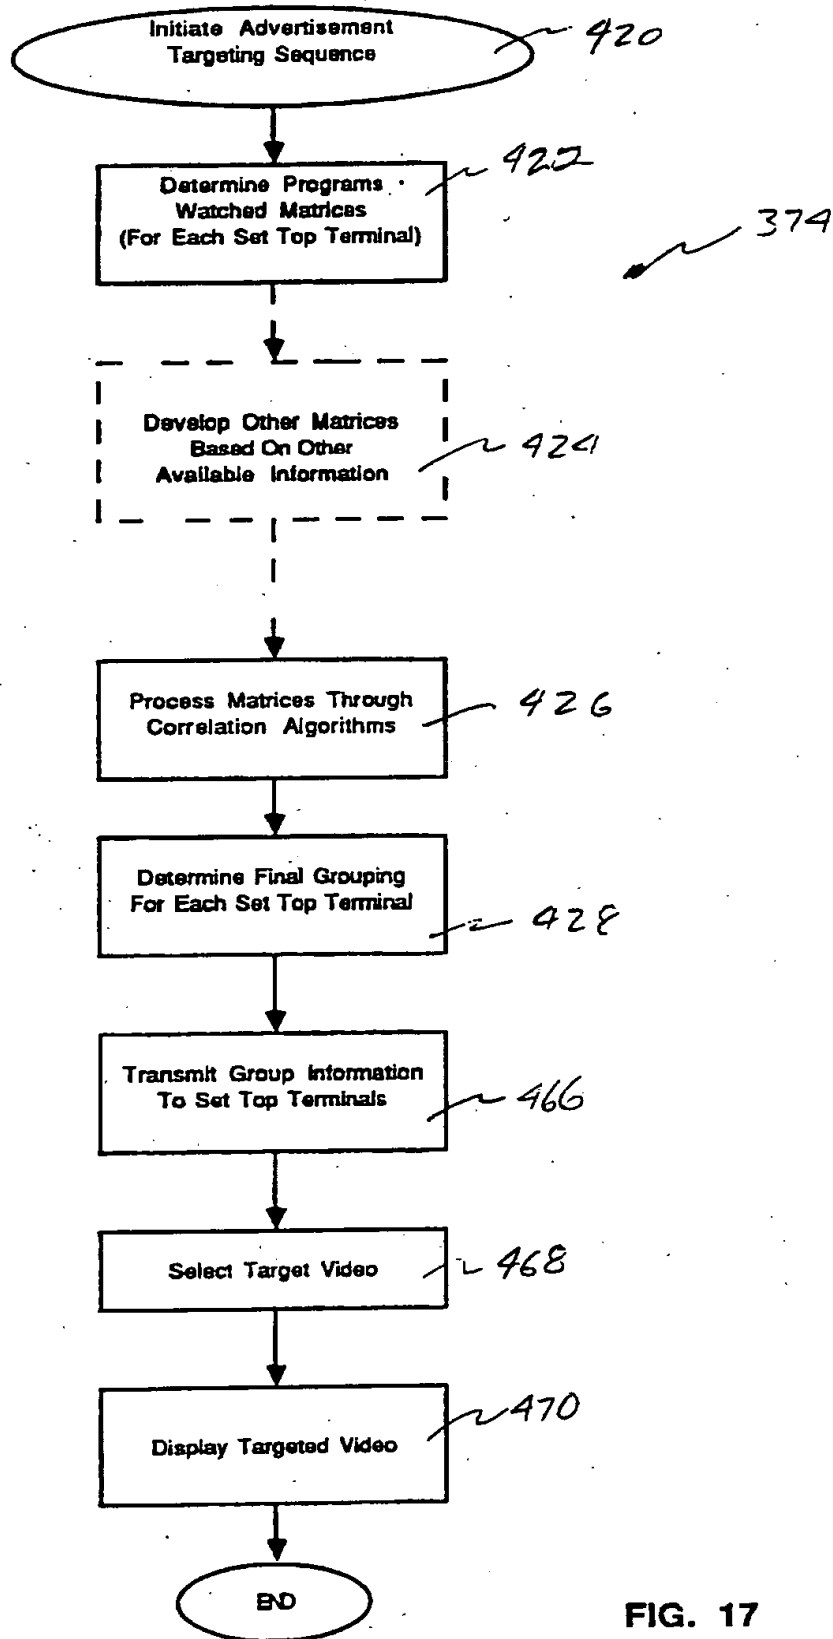 Initiate Advertisement
Targeting Sequence
420
Determine Programs
Watched Matrices
(For Each Set Top Terminal)
422
374
Develop Other Matrices
Based On Other
Available Information
424
Process Matrices Through
Correlation Algorithms
426
Determine Final Grouping
For Each Set Top Terminal
428
Transmit Group Information
To Set Top Terminals
466
Select Target Video
468
Display Targeted Video
470
END
FIG. 17